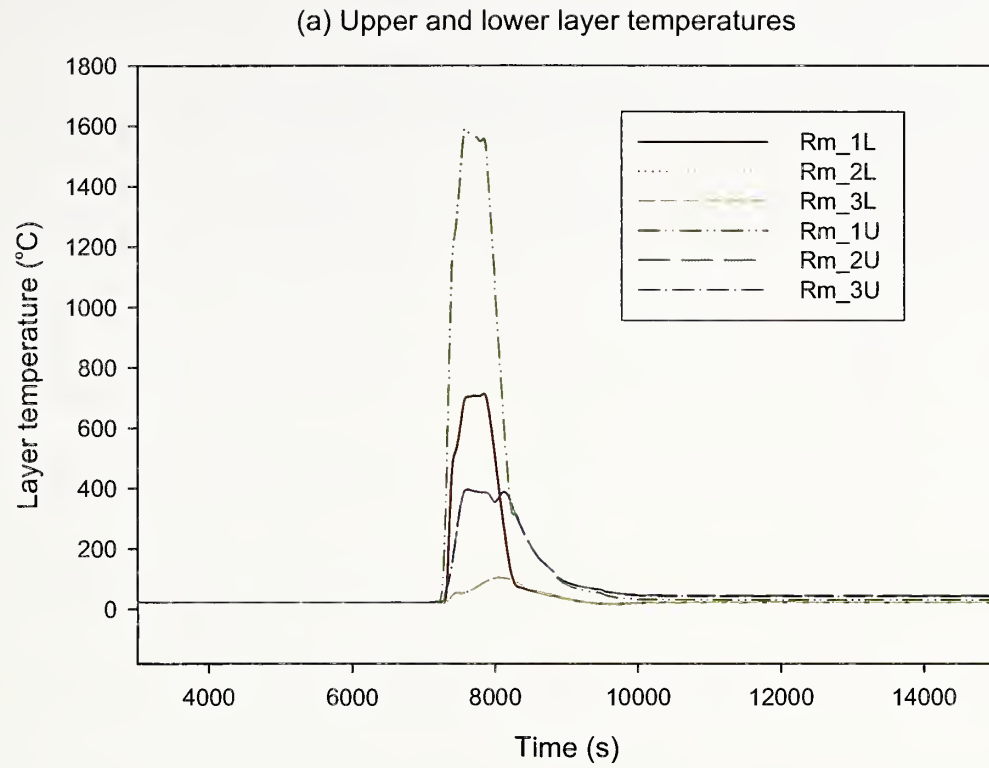 (a) Upper and lower layer temperatures
1800
1600
1400
1200
1000
800
600
400
200
0
Layer temperature (°C)
Rm_1L
Rm_2L
Rm_3L
Rm_1U
Rm_2U
Rm_3U
4000 6000 8000 10000 12000 14000
Time (s)